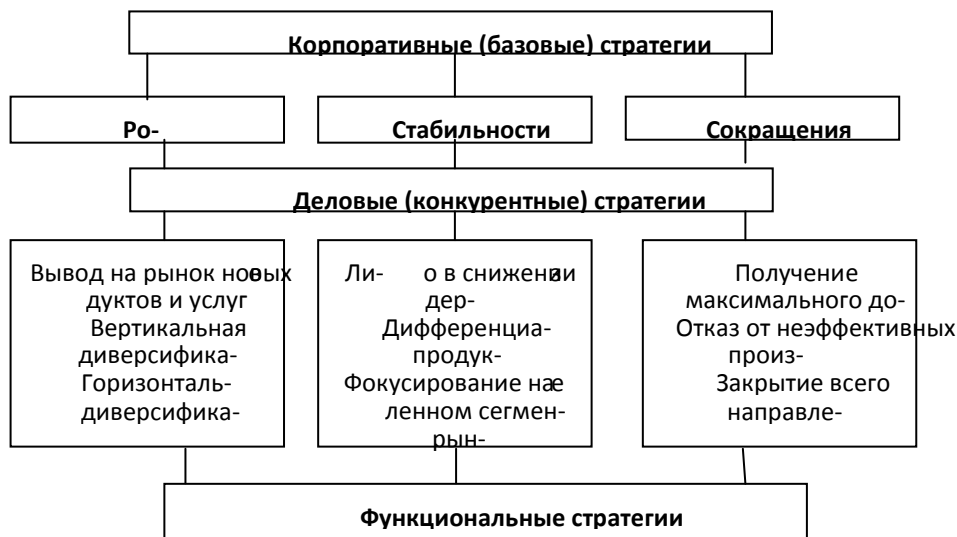 Корпоративные (базовые) стратегии
Ро-
Стабильности
Сокращения
Деловые (конкурентные) стратегии
Вывод на рынок новых
дуктов и услуг
Вертикальная
диверсифика-
Горизонталь-
диверсифика-
Ли- о в снижении
дер-
Дифференциа-
продук-
Фокусирование на
ленном сегмен-
рын-
Получение
максимального до-
Отказ от неэффективных
произ-
Закрытие всего
направле-
Функциональные стратегии